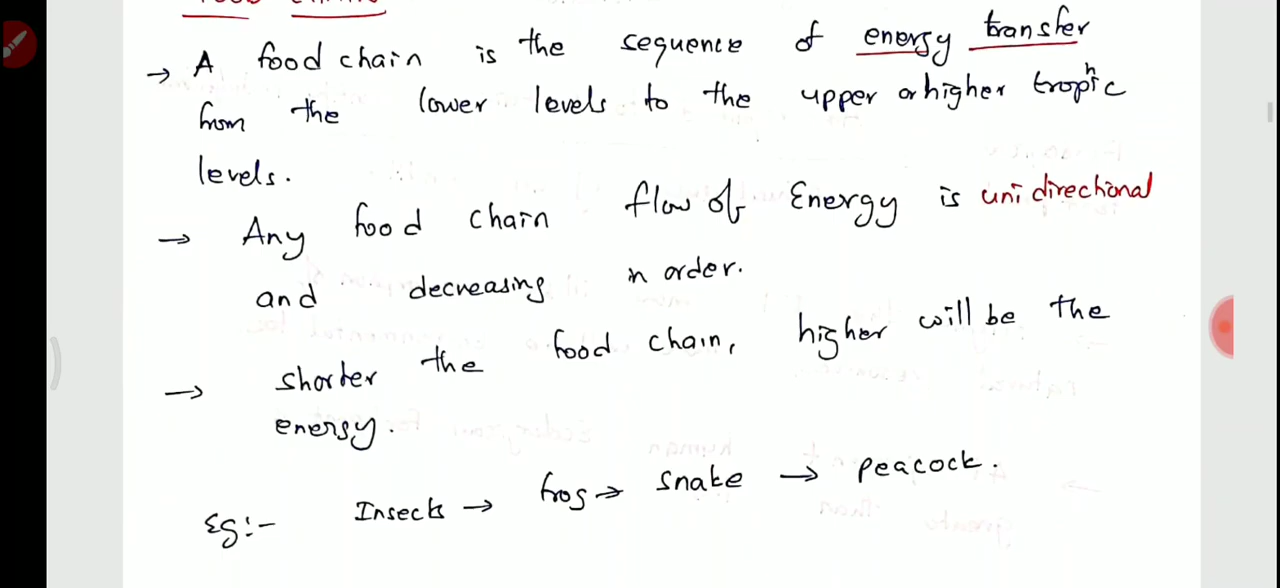 → A food chain is the sequence of energy transfer
from the lower levels to the upper or higher trophic
levels.
→ Any food chain flow of Energy is unidirectional
and decreasing in order.
→ shorter the food chain, higher will be the
energy.
Eg:- Insects → frog → snake → peacock.